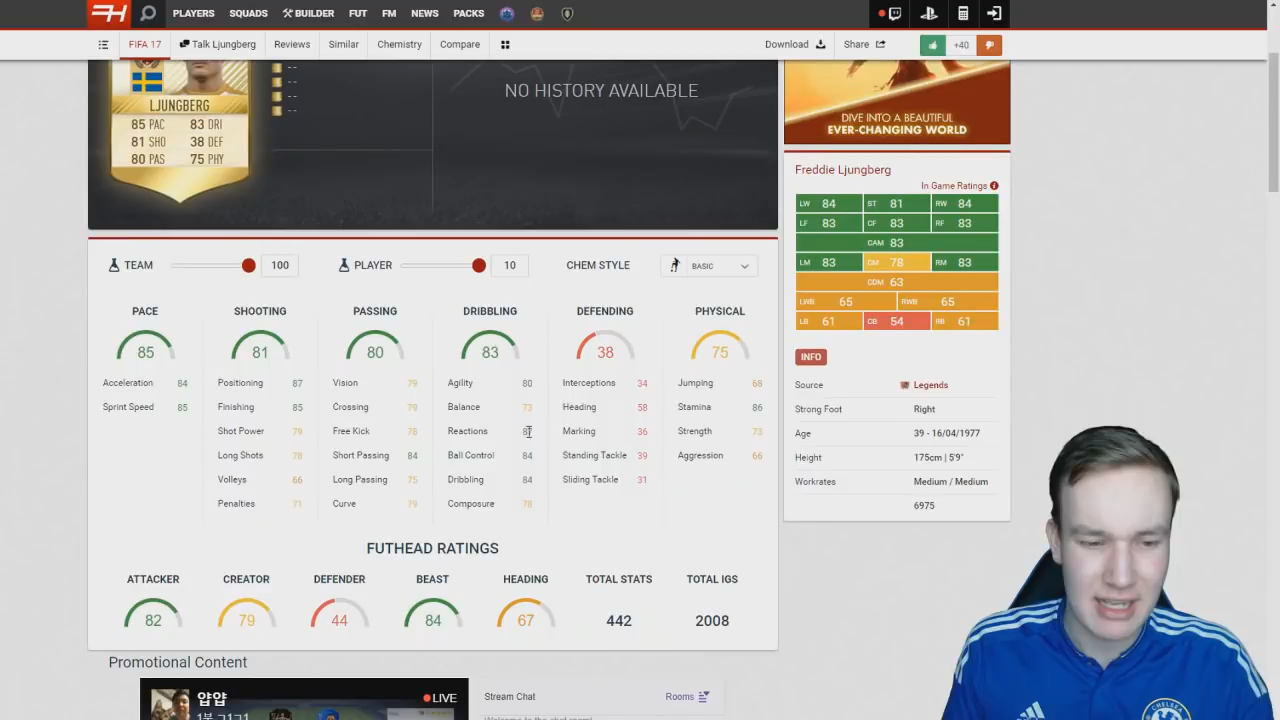 PLAYERS SQUADS BUILDER FUT FM NEWS PACKS
FIFA 17 Talk Ljungberg Reviews Similar Chemistry Compare Download Share +40
LJUNGBERG
85 PAC 83 DRI
81 SHO 38 DEF
80 PAS 75 PHY
--
--
--
--
NO HISTORY AVAILABLE
DIVE INTO A BEAUTIFUL
EVER-CHANGING WORLD
Freddie Ljungberg
In Game Ratings
LW 84 ST 81 RW 84
LF 83 CF 83 RF 83
CAM 83
LM 83 CM 78 RM 83
CDM 63
LWB 65 RWB 65
LB 61 CB 54 RB 61
INFO
Source Legends
Strong Foot Right
Age 39 - 16/04/1977
Height 175cm | 5'9"
Workrates Medium / Medium
6975
TEAM 100 PLAYER 10 CHEM STYLE BASIC
PACE SHOOTING PASSING DRIBBLING DEFENDING PHYSICAL
85 81 80 83 38 75
Acceleration 84 Positioning 87 Vision 79 Agility 80 Interceptions 34 Jumping 68
Sprint Speed 85 Finishing 85 Crossing 79 Balance 73 Heading 58 Stamina 86
Shot Power 79 Free Kick 78 Reactions Marking 36 Strength 73
Long Shots 78 Short Passing 84 Ball Control 84 Standing Tackle 39 Aggression 66
Volleys 66 Long Passing 75 Dribbling 84 Sliding Tackle 31
Penalties 71 Curve 79 Composure 78
FUTHEAD RATINGS
ATTACKER CREATOR DEFENDER BEAST HEADING TOTAL STATS TOTAL IGS
82 79 44 84 67 442 2008
Promotional Content
얍얍 LIVE
Stream Chat Rooms